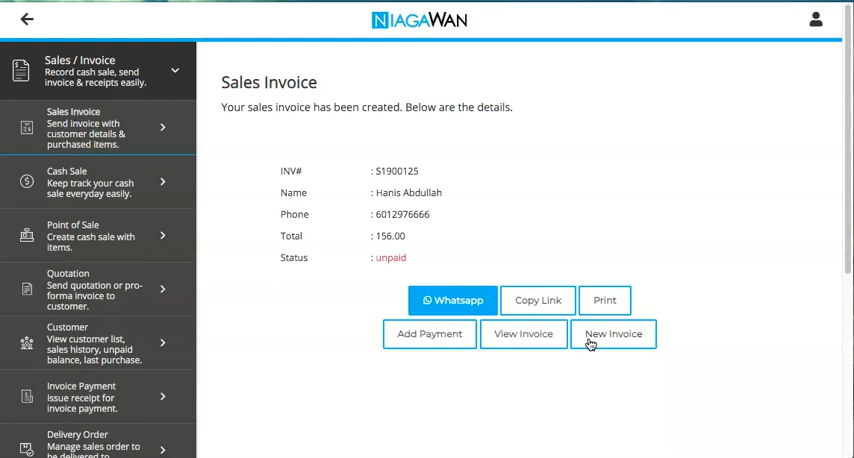 NIAGAWAN
Sales / Invoice
Record cash sale, send
invoice & receipts easily.
Sales Invoice
Send invoice with
customer details &
purchased items.
Cash Sale
Keep track your cash
sale everyday easily.
Point of Sale
Create cash sale with
items.
Quotation
Send quotation or pro-
forma invoice to
customer.
Customer
View customer list,
sales history, unpaid
balance, last purchase.
Invoice Payment
Issue receipt for
invoice payment.
Delivery Order
Manage sales order to
be delivered to
Sales Invoice
Your sales invoice has been created. Below are the details.
INV# : S1900125
Name : Hanis Abdullah
Phone : 6012976666
Total : 156.00
Status : unpaid
Whatsapp Copy Link Print
Add Payment View Invoice New Invoice